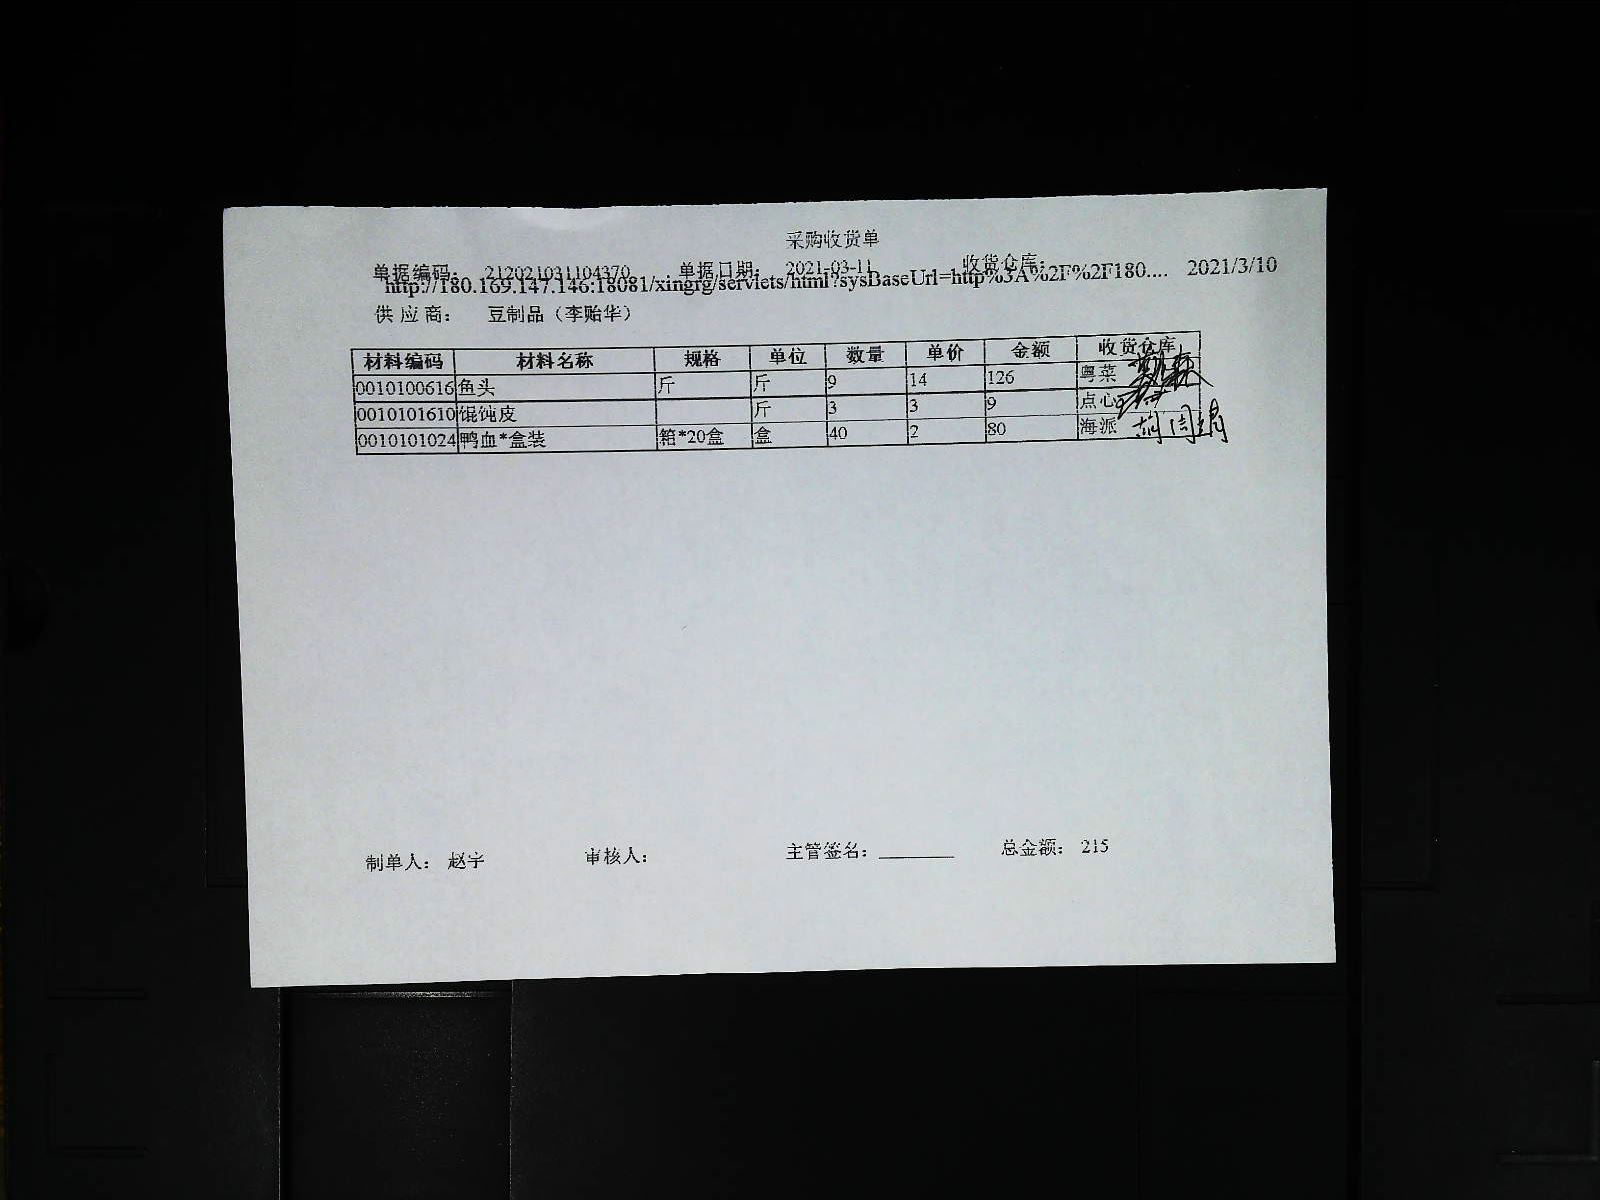 采购收货单
单据编码: 212021031104370 单据日期: 2021-03-11 收货仓库:
http://180.169.147.146:18081/xingrg/servlets/html?sysBaseUrl=http%3A%2F%2F180.... 2021/3/10
供应商: 豆制品（李贻华）
材料编码 材料名称 规格 单位 数量 单价 金额 收货仓库
0010100616 鱼头 斤 斤 9 14 126 粤菜
0010101610 馄饨皮 斤 3 3 9 点心
0010101024 鸭血*盒装 箱*20盒 盒 40 2 80 海派
制单人: 赵宇 审核人: 主管签名: ________ 总金额: 215